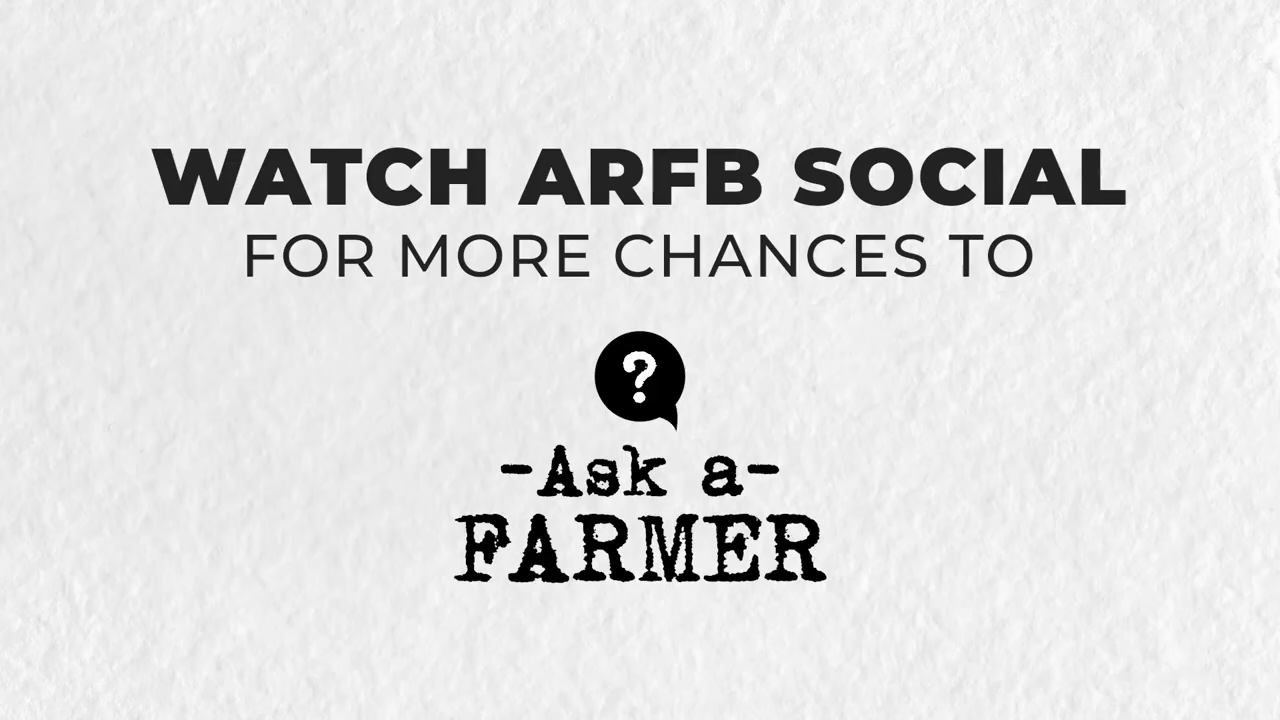 WATCH ARFB SOCIAL
FOR MORE CHANCES TO
?
-Ask a-
FARMER